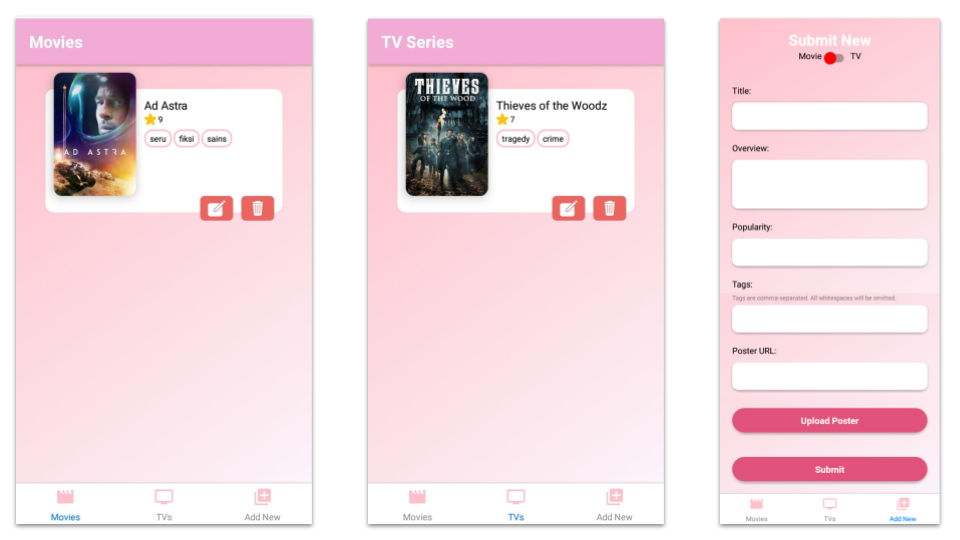 Movies
AD ASTRA
Ad Astra
9
seru fiksi sains
Movies TVs Add New
TV Series
THIEVES
OF THE WOOD
Thieves of the Woodz
7
tragedy crime
Movies TVs Add New
Submit New
Movie TV
Title:
Overview:
Popularity:
Tags:
Tags are comma-separated. All whitespaces will be omitted.
Poster URL:
Upload Poster
Submit
Movies TVs Add New